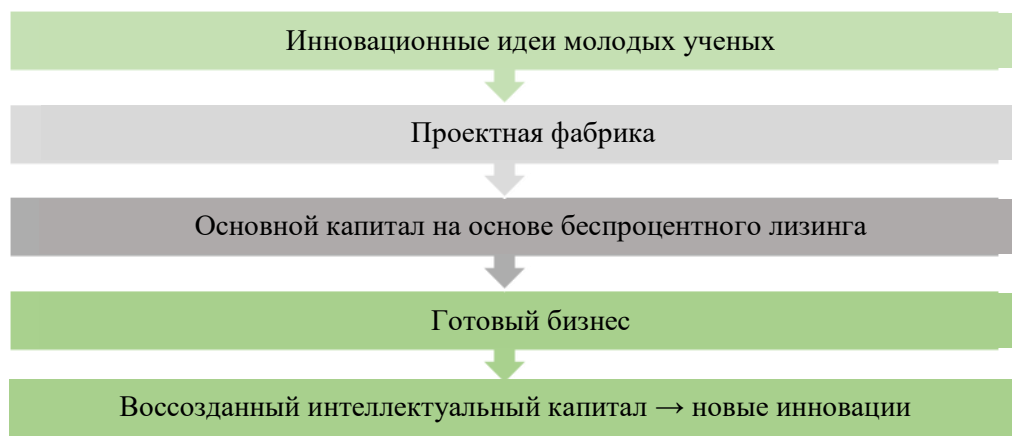 Инновационные идеи молодых ученых
Проектная фабрика
Основной капитал на основе беспроцентного лизинга
Готовый бизнес
Воссозданный интеллектуальный капитал → новые инновации